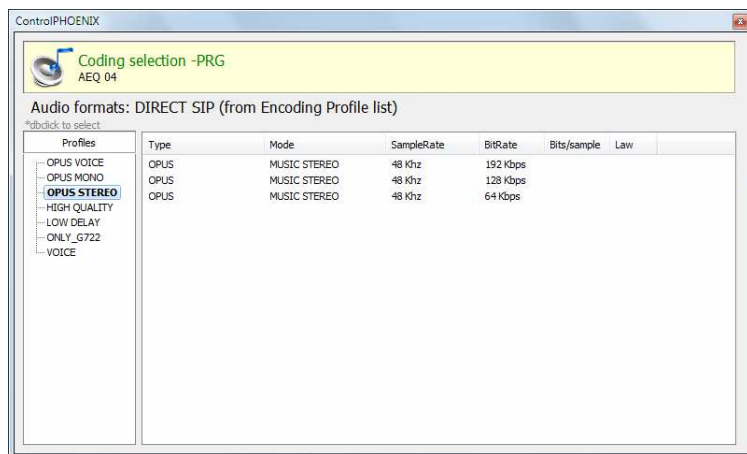 ControlPHOENIX
Coding selection -PRG
AEQ 04
Audio formats: DIRECT SIP (from Encoding Profile list)
*dbclick to select
Profiles
OPUS VOICE
OPUS MONO
OPUS STEREO
HIGH QUALITY
LOW DELAY
ONLY_G722
VOICE
Type Mode SampleRate BitRate Bits/sample Law
OPUS MUSIC STEREO 48 Khz 192 Kbps
OPUS MUSIC STEREO 48 Khz 128 Kbps
OPUS MUSIC STEREO 48 Khz 64 Kbps